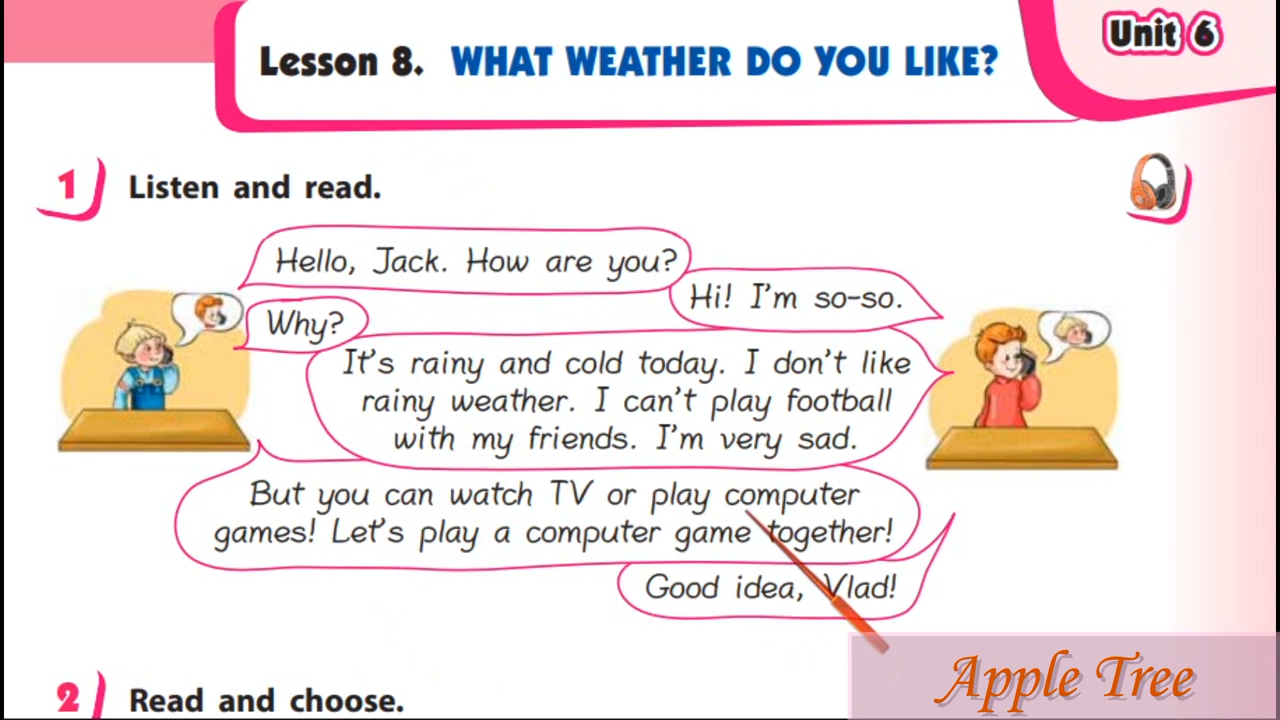 Unit 6
Lesson 8. WHAT WEATHER DO YOU LIKE?
1 Listen and read.
Hello, Jack. How are you?
Hi! I'm so-so.
Why?
It's rainy and cold today. I don't like
rainy weather. I can't play football
with my friends. I'm very sad.
But you can watch TV or play computer
games! Let's play a computer game together!
Good idea, Vlad!
2 Read and choose.
Apple Tree